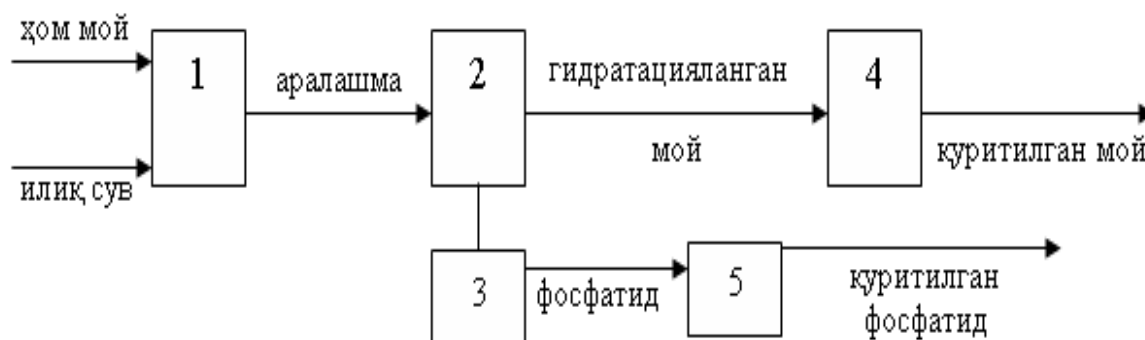 ҳом мой
1
аралашма
2
гидратацияланган
мой
4
қуритилган мой
илиқ сув
3
фосфатид
5
қуритилган
фосфатид